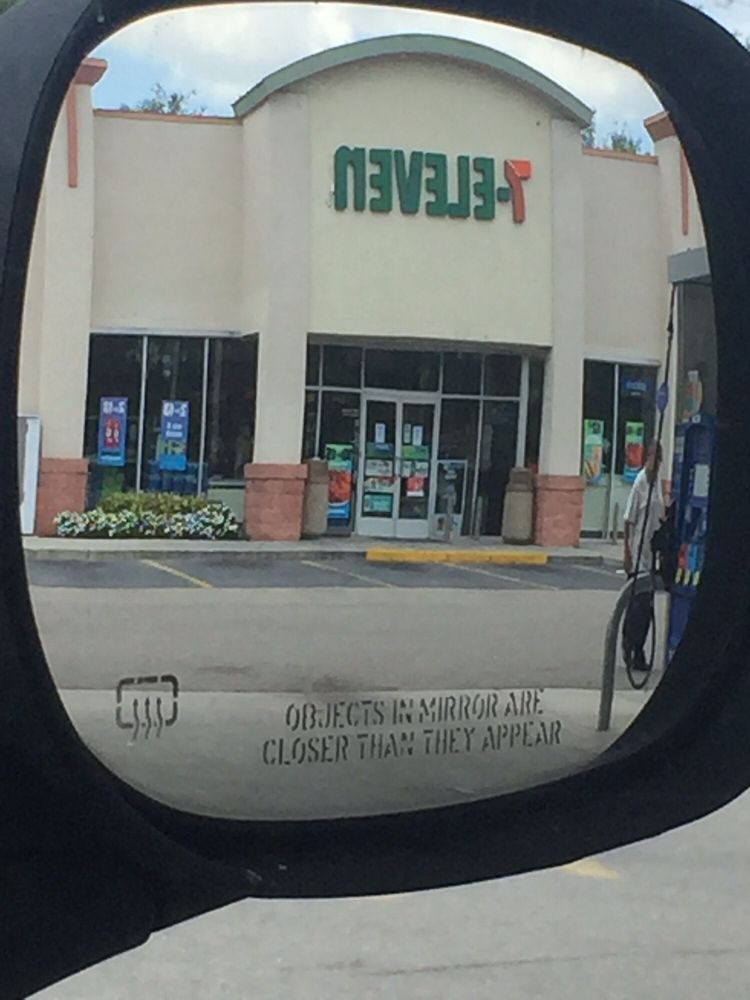 7-ELEVEn
OBJECTS IN MIRROR ARE
CLOSER THAN THEY APPEAR